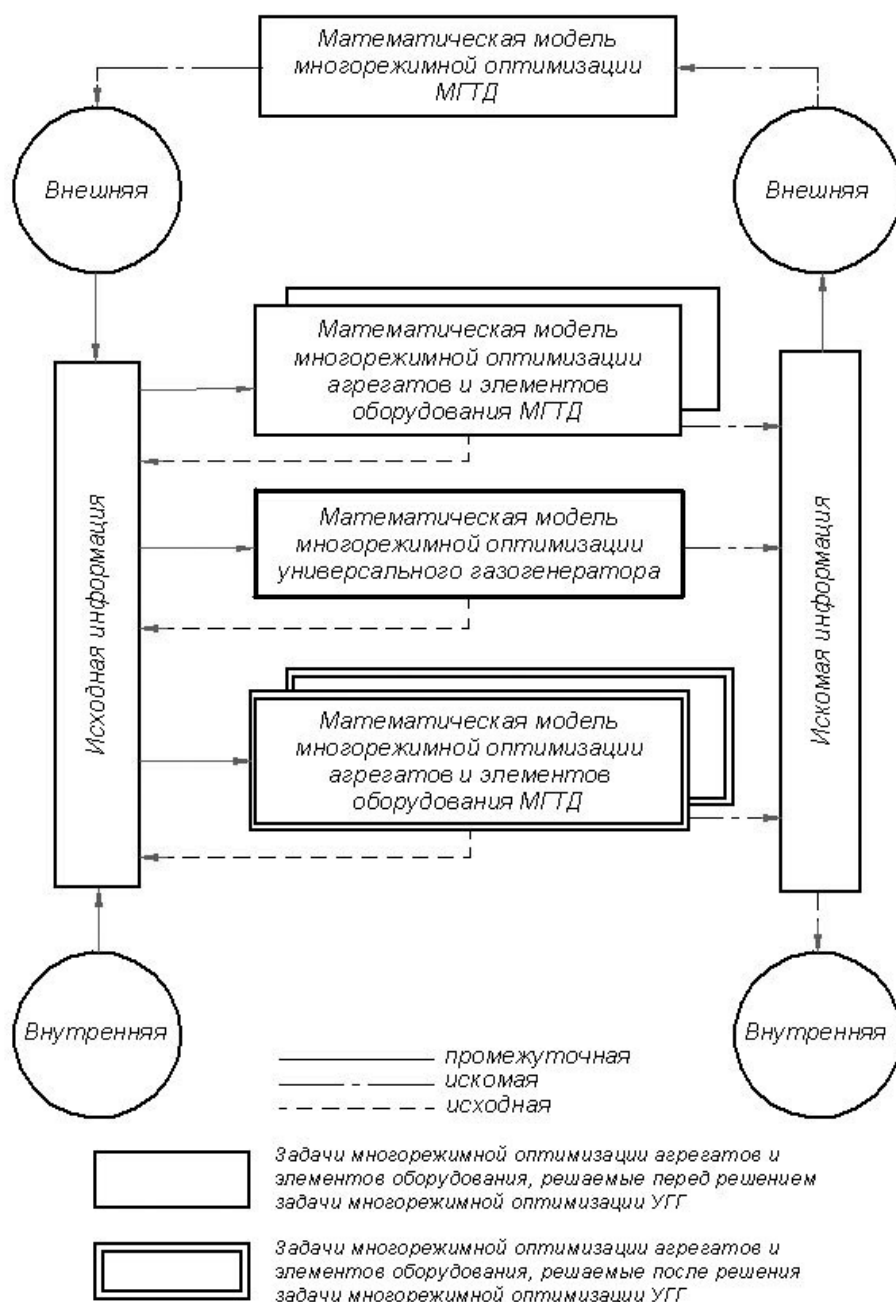 Математическая модель
многорежимной оптимизации
МГТД
Внешняя
Внешняя
Математическая модель
многорежимной оптимизации
агрегатов и элементов
оборудования МГТД
Исходная информация
Искомая информация
Математическая модель
многорежимной оптимизации
универсального газогенератора
Математическая модель
многорежимной оптимизации
агрегатов и элементов
оборудования МГТД
Внутренняя
Внутренняя
промежуточная
искомая
исходная
Задачи многорежимной оптимизации агрегатов и
элементов оборудования, решаемые перед решением
задачи многорежимной оптимизации УГГ
Задачи многорежимной оптимизации агрегатов и
элементов оборудования, решаемые после решения
задачи многорежимной оптимизации УГГ